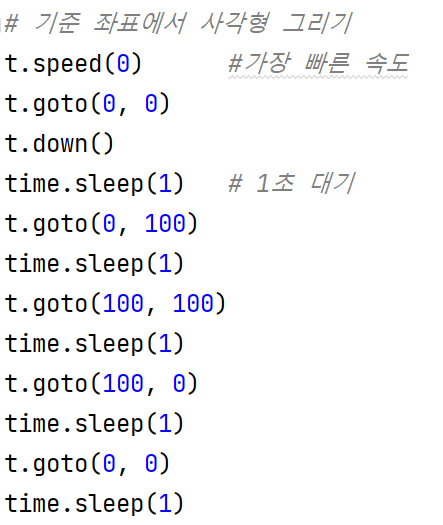 # 기준 좌표에서 사각형 그리기
t.speed(0)      #가장 빠른 속도
t.goto(0, 0)
t.down()
time.sleep(1)   # 1초 대기
t.goto(0, 100)
time.sleep(1)
t.goto(100, 100)
time.sleep(1)
t.goto(100, 0)
time.sleep(1)
t.goto(0, 0)
time.sleep(1)